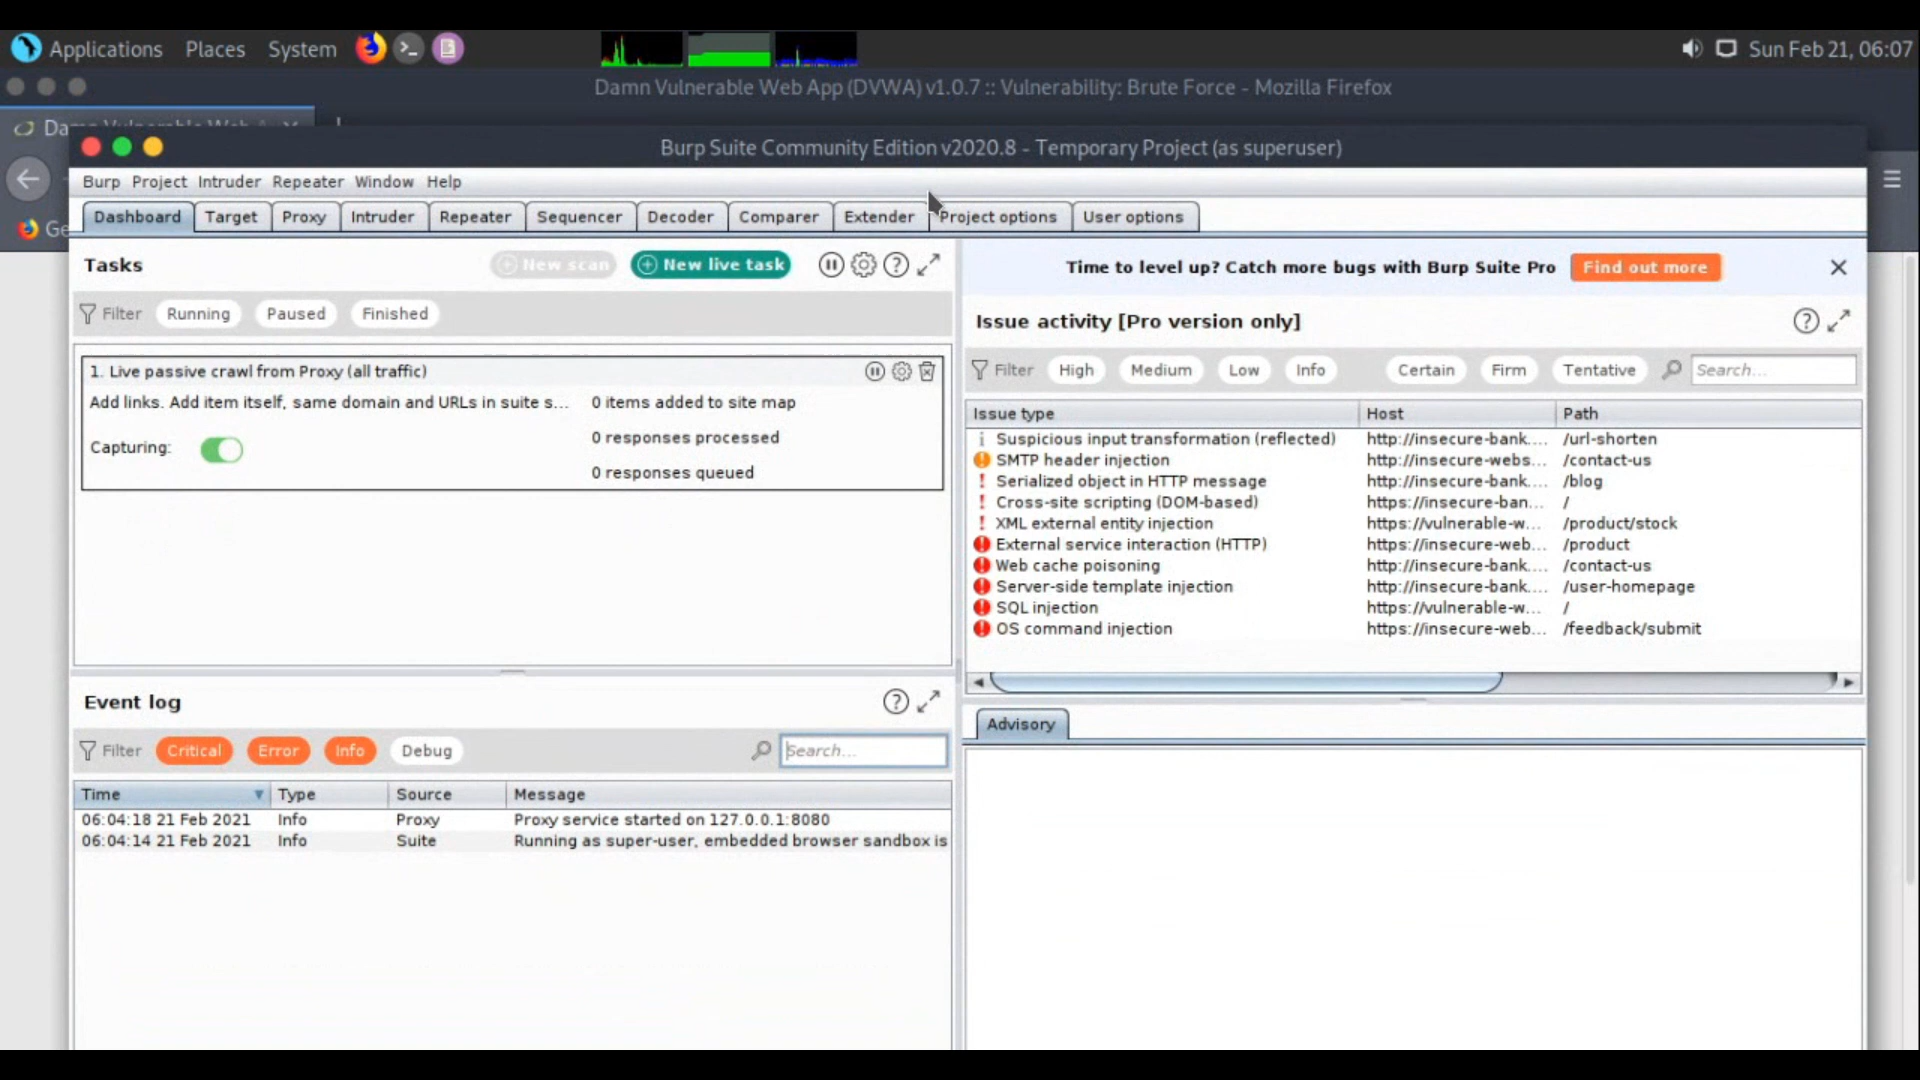 Applications Places System Sun Feb 21, 06:07
Damn Vulnerable Web App (DVWA) v1.0.7 :: Vulnerability: Brute Force - Mozilla Firefox
Burp Suite Community Edition v2020.8 - Temporary Project (as superuser)
Burp Project Intruder Repeater Window Help
Dashboard Target Proxy Intruder Repeater Sequencer Decoder Comparer Extender Project options User options
Tasks New scan New live task
Filter Running Paused Finished
1. Live passive crawl from Proxy (all traffic)
Add links. Add item itself, same domain and URLs in suite s... 0 items added to site map
0 responses processed
Capturing:
0 responses queued
Time to level up? Catch more bugs with Burp Suite Pro Find out more
Issue activity [Pro version only]
Filter High Medium Low Info Certain Firm Tentative Search...
Issue type Host Path
Suspicious input transformation (reflected) http://insecure-bank.... /url-shorten
SMTP header injection http://insecure-webs... /contact-us
Serialized object in HTTP message http://insecure-bank.... /blog
Cross-site scripting (DOM-based) https://insecure-ban... /
XML external entity injection https://vulnerable-w... /product/stock
External service interaction (HTTP) https://insecure-web... /product
Web cache poisoning http://insecure-bank.... /contact-us
Server-side template injection http://insecure-bank.... /user-homepage
SQL injection https://vulnerable-w... /
OS command injection https://insecure-web... /feedback/submit
Event log
Filter Critical Error Info Debug Search...
Time Type Source Message
06:04:18 21 Feb 2021 Info Proxy Proxy service started on 127.0.0.1:8080
06:04:14 21 Feb 2021 Info Suite Running as super-user, embedded browser sandbox is
Advisory